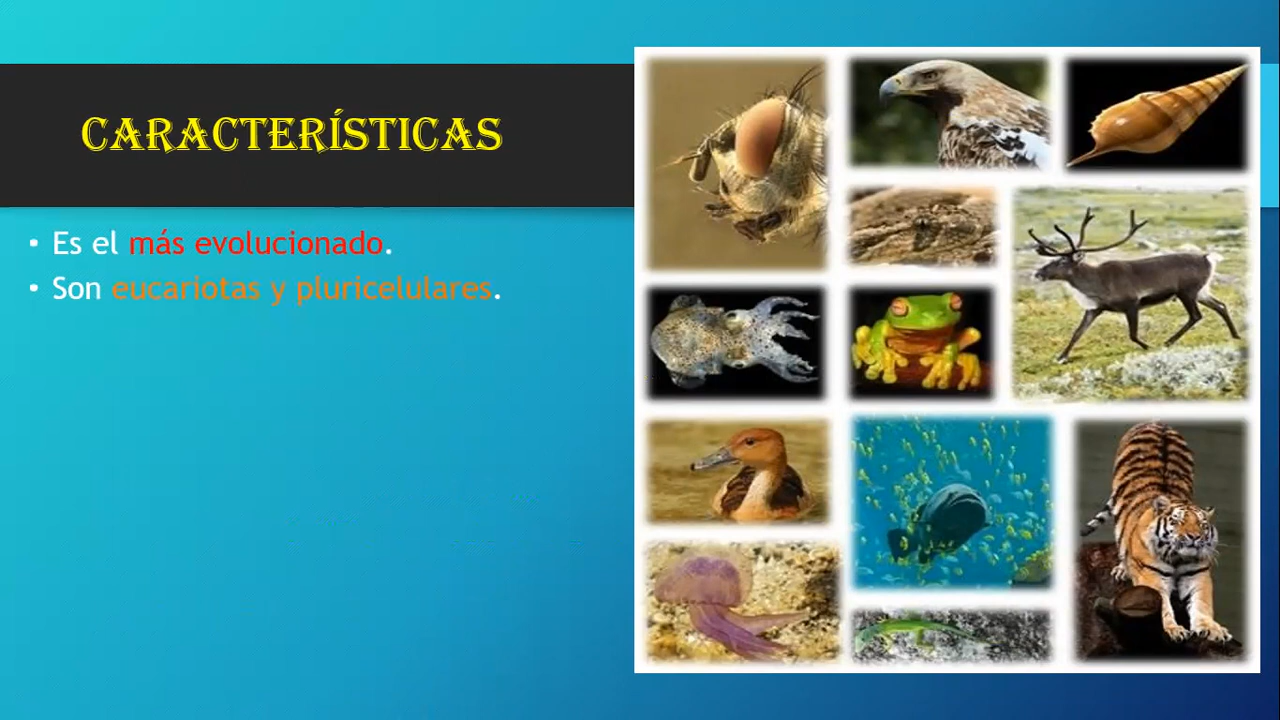 CARACTERÍSTICAS
• Es el más evolucionado.
• Son eucariotas y pluricelulares.